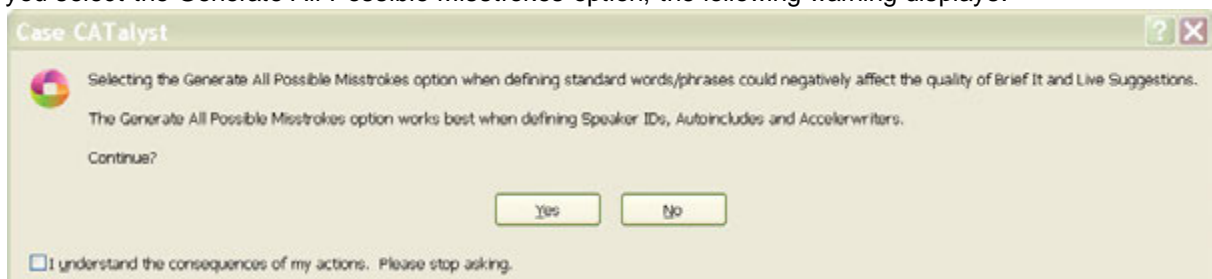 you select the Generate All Possible Misstrokes option, the following warning displays:
Case CATalyst
Selecting the Generate All Possible Misstrokes option when defining standard words/phrases could negatively affect the quality of Brief It and Live Suggestions.
The Generate All Possible Misstrokes option works best when defining Speaker IDs, Autoincludes and Accelerwriters.
Continue?
Yes No
I understand the consequences of my actions. Please stop asking.